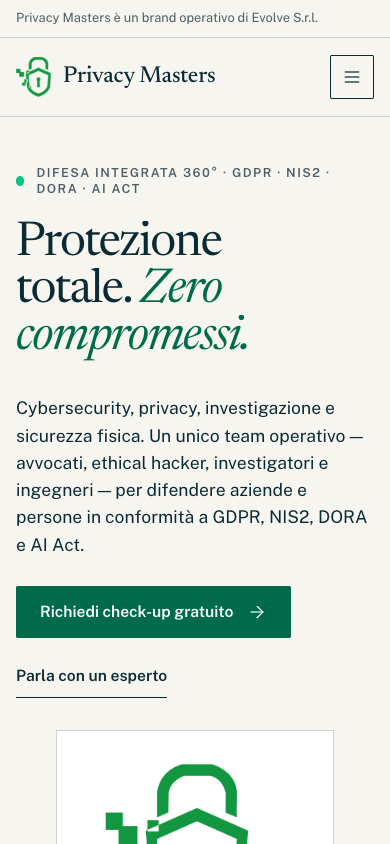 Privacy Masters è un brand operativo di Evolve S.r.l.
Privacy Masters
DIFESA INTEGRATA 360° · GDPR · NIS2 ·
DORA · AI ACT
Protezione
totale. Zero
compromessi.
Cybersecurity, privacy, investigazione e
sicurezza fisica. Un unico team operativo —
avvocati, ethical hacker, investigatori e
ingegneri — per difendere aziende e
persone in conformità a GDPR, NIS2, DORA
e AI Act.
Richiedi check-up gratuito
Parla con un esperto